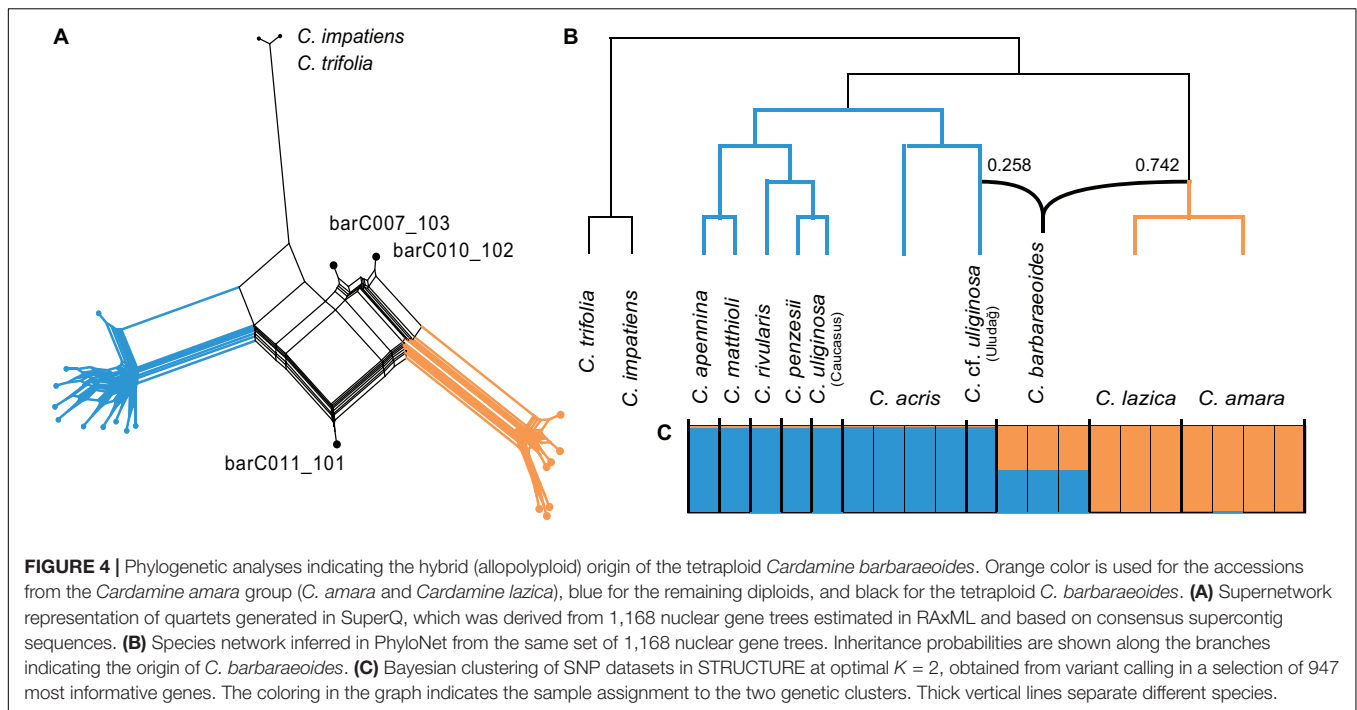 A
C. impatiens
C. trifolia
barC007_103
barC010_102
barC011_101
B
0.258
0.742
C. trifolia
C. impatiens
C. apennina
C. matthioli
C. rivularis
C. penzesii
C. uliginosa
(Caucasus)
C. acris
C. cf. uliginosa
(Uludağ)
C. barbaraeoides
C. lazica
C. amara
C
FIGURE 4 | Phylogenetic analyses indicating the hybrid (allopolyploid) origin of the tetraploid Cardamine barbaraeoides. Orange color is used for the accessions
from the Cardamine amara group (C. amara and Cardamine lazica), blue for the remaining diploids, and black for the tetraploid C. barbaraeoides. (A) Supernetwork
representation of quartets generated in SuperQ, which was derived from 1,168 nuclear gene trees estimated in RAxML and based on consensus supercontig
sequences. (B) Species network inferred in PhyloNet from the same set of 1,168 nuclear gene trees. Inheritance probabilities are shown along the branches
indicating the origin of C. barbaraeoides. (C) Bayesian clustering of SNP datasets in STRUCTURE at optimal K = 2, obtained from variant calling in a selection of 947
most informative genes. The coloring in the graph indicates the sample assignment to the two genetic clusters. Thick vertical lines separate different species.